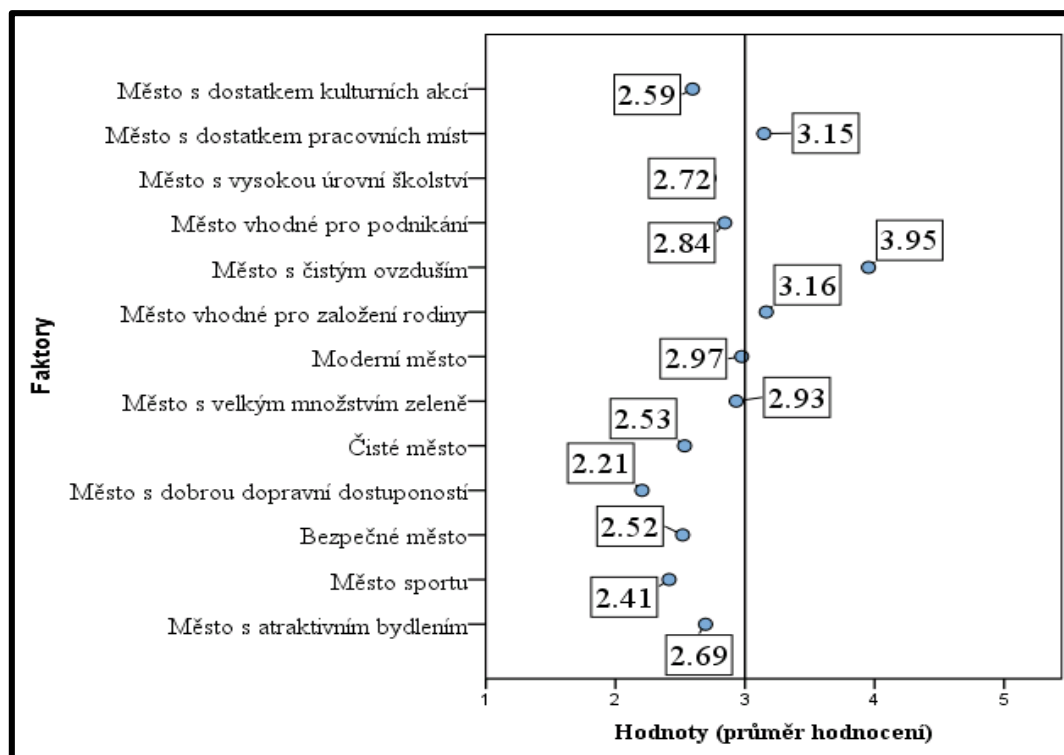 Město s dostatkem kulturních akcí
2.59
Město s dostatkem pracovních míst
3.15
Město s vysokou úrovní školství
2.72
Město vhodné pro podnikání
2.84
3.95
Město s čistým ovzduším
3.16
Město vhodné pro založení rodiny
Moderní město
2.97
Město s velkým množstvím zeleně
2.93
2.53
Čisté město
2.21
Město s dobrou dopravní dostupoností
Bezpečné město
2.52
Město sportu
2.41
Město s atraktivním bydlením
2.69
Faktory
1 2 3 4 5
Hodnoty (průměr hodnocení)